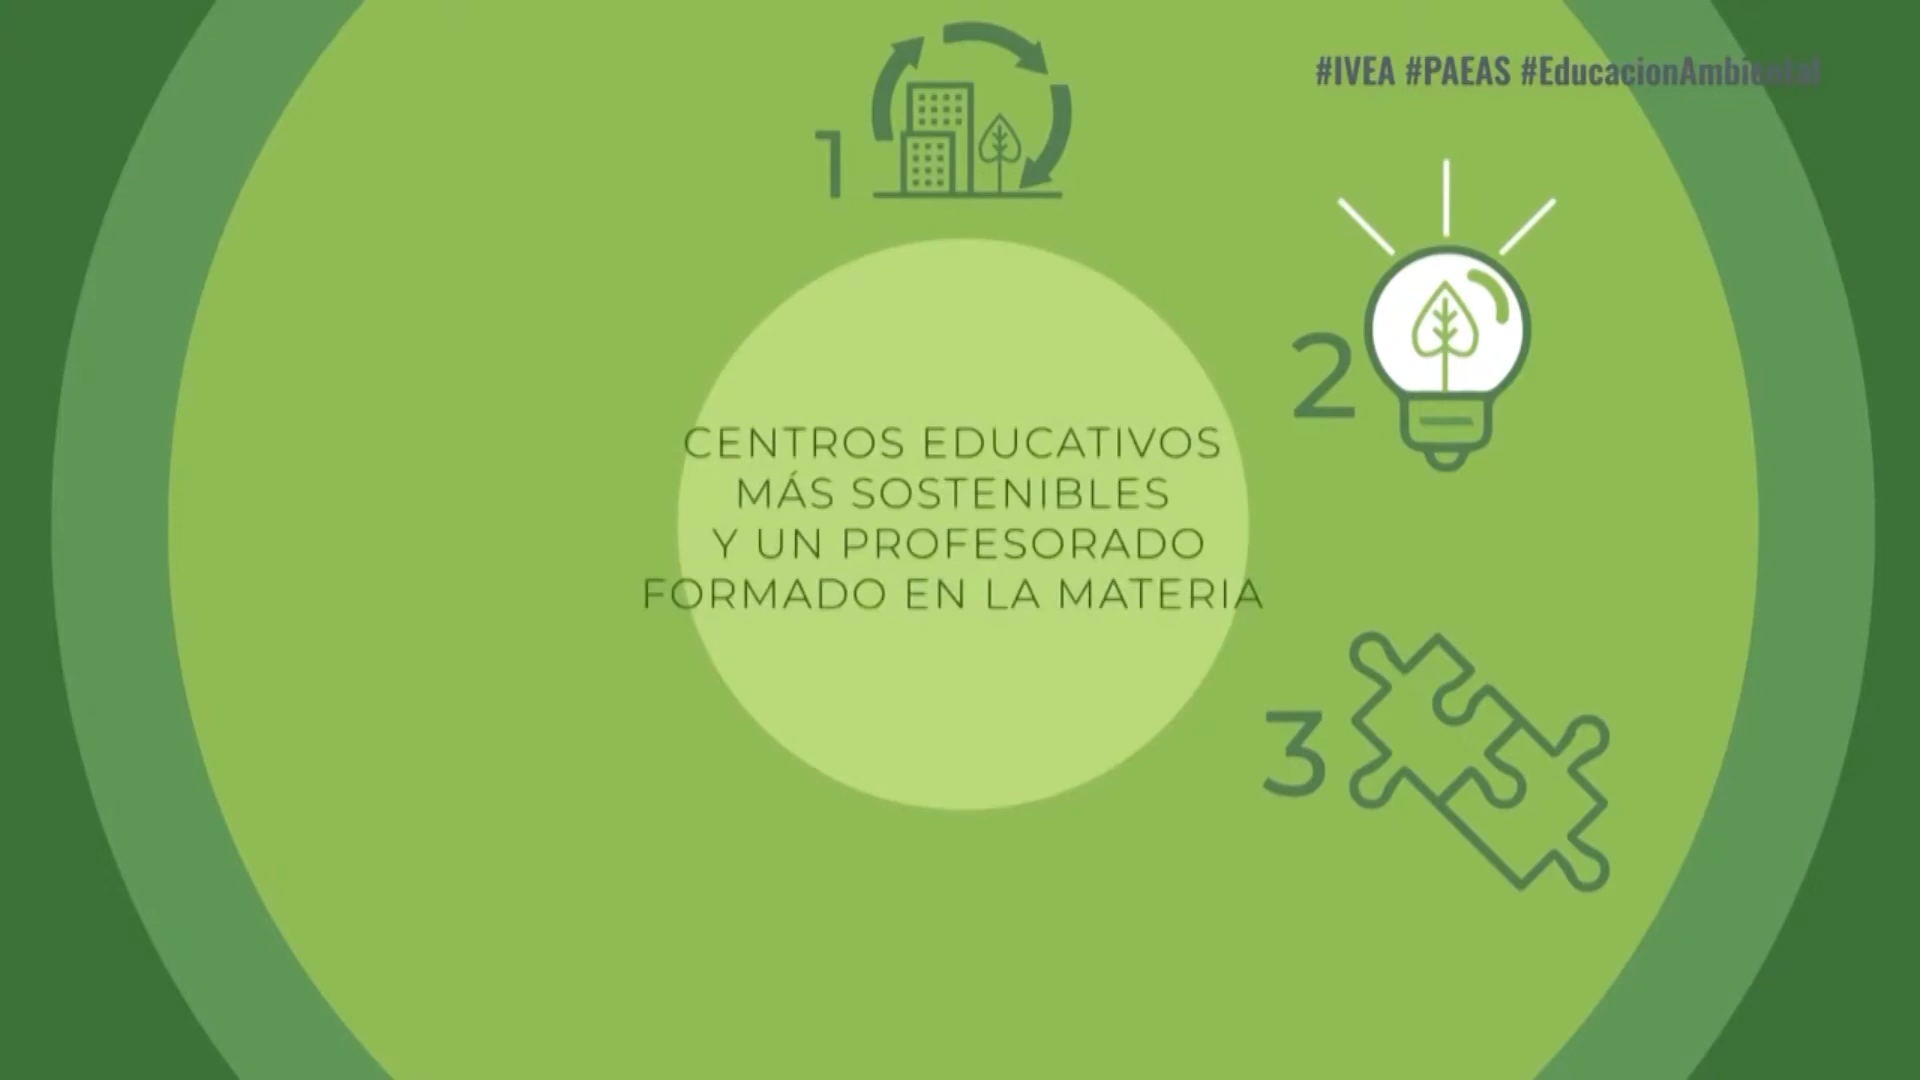 #IVEA #PAEAS #EducacionAmbiental
1
2
CENTROS EDUCATIVOS
MÁS SOSTENIBLES
Y UN PROFESORADO
FORMADO EN LA MATERIA
3